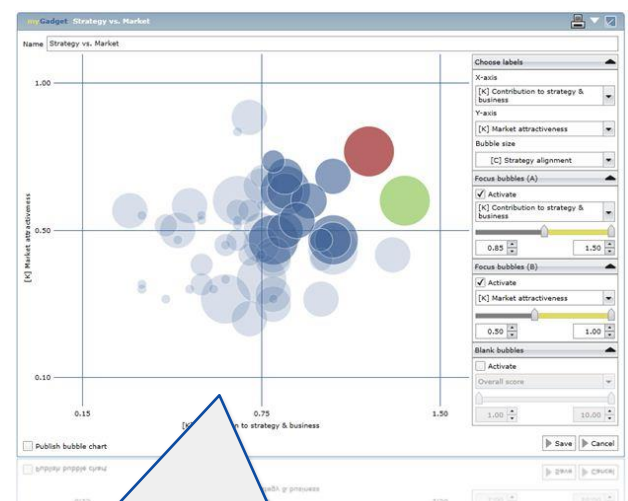 myGadget Strategy vs. Market
Name Strategy vs. Market
Choose labels
X-axis
[K] Contribution to strategy &
business
Y-axis
[K] Market attractiveness
Bubble size
[C] Strategy alignment
Focus bubbles (A)
Activate
[K] Contribution to strategy &
business
0.85 1.50
Focus bubbles (B)
Activate
[K] Market attractiveness
0.50 1.00
Blank bubbles
Activate
Overall score
1.00 10.00
1.00
0.50
0.10
[K] Market attractiveness
0.15 0.75 1.50
[K] n to strategy & business
Publish bubble chart
Save Cancel